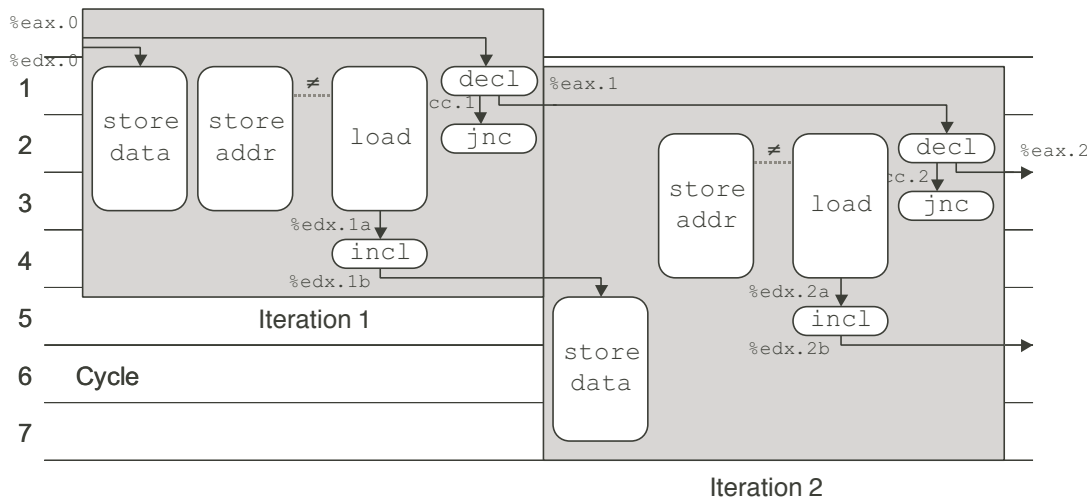 %eax.0
%edx.0
1
2
3
4
5
6
7
Cycle
store
data
store
addr
≠
load
decl
cc.1
jnc
%eax.1
%edx.1a
incl
%edx.1b
Iteration 1
store
data
store
addr
≠
load
decl
cc.2
jnc
%eax.2
%edx.2a
incl
%edx.2b
Iteration 2